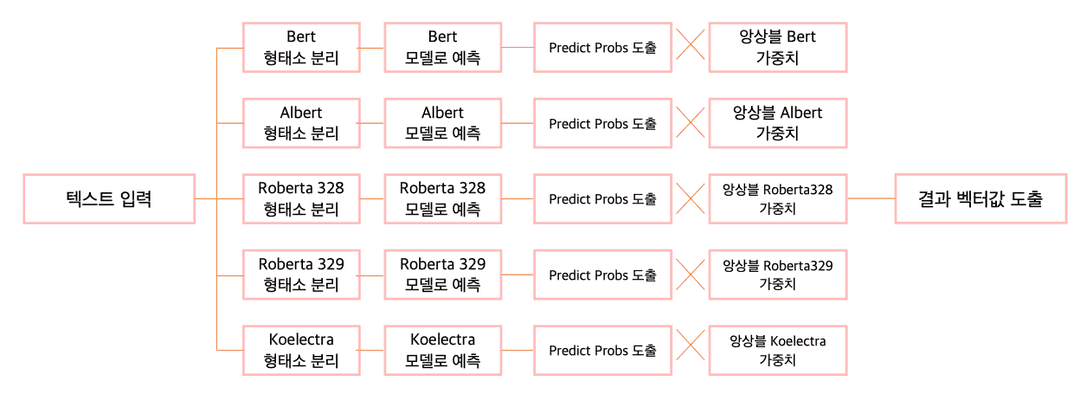 텍스트 입력
Bert
형태소 분리
Bert
모델로 예측
Predict Probs 도출
앙상블 Bert
가중치
Albert
형태소 분리
Albert
모델로 예측
Predict Probs 도출
앙상블 Albert
가중치
Roberta 328
형태소 분리
Roberta 328
모델로 예측
Predict Probs 도출
앙상블 Roberta328
가중치
Roberta 329
형태소 분리
Roberta 329
모델로 예측
Predict Probs 도출
앙상블 Roberta329
가중치
Koelectra
형태소 분리
Koelectra
모델로 예측
Predict Probs 도출
앙상블 Koelectra
가중치
결과 벡터값 도출